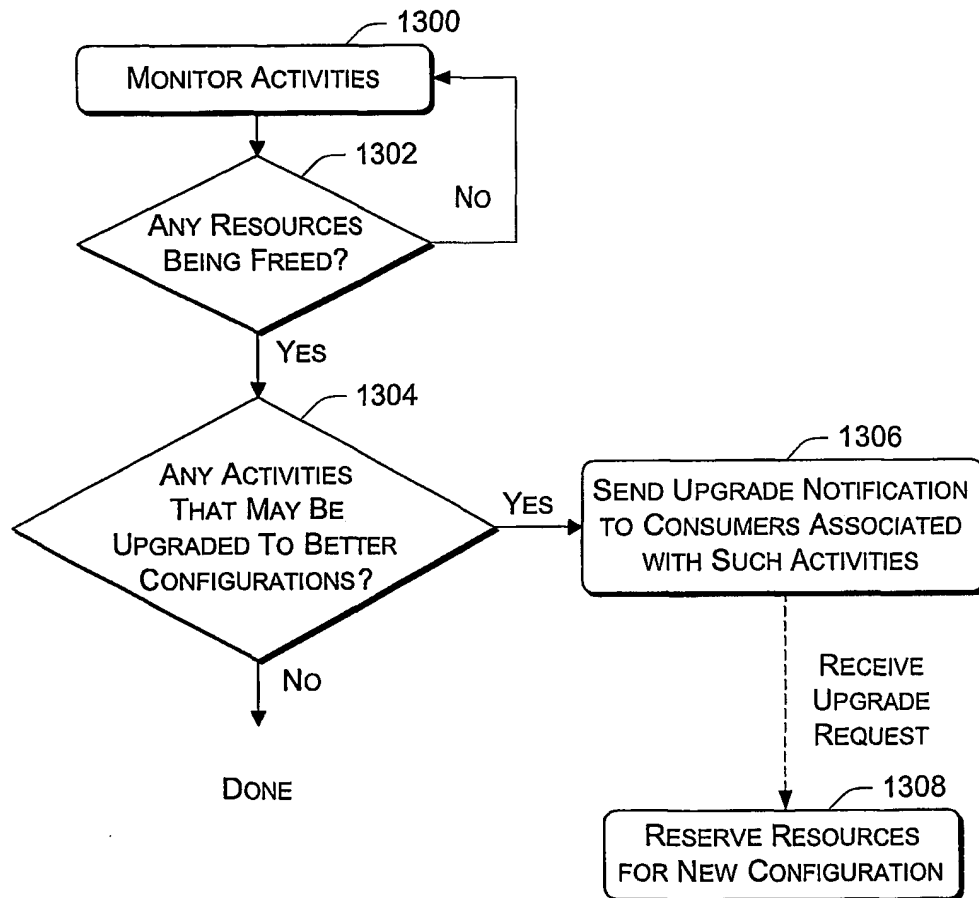 1300
MONITOR ACTIVITIES
1302
NO
ANY RESOURCES
BEING FREED?
YES
1304
ANY ACTIVITIES
THAT MAY BE
UPGRADED TO BETTER
CONFIGURATIONS?
YES
1306
SEND UPGRADE NOTIFICATION
TO CONSUMERS ASSOCIATED
WITH SUCH ACTIVITIES
NO
DONE
RECEIVE
UPGRADE
REQUEST
1308
RESERVE RESOURCES
FOR NEW CONFIGURATION